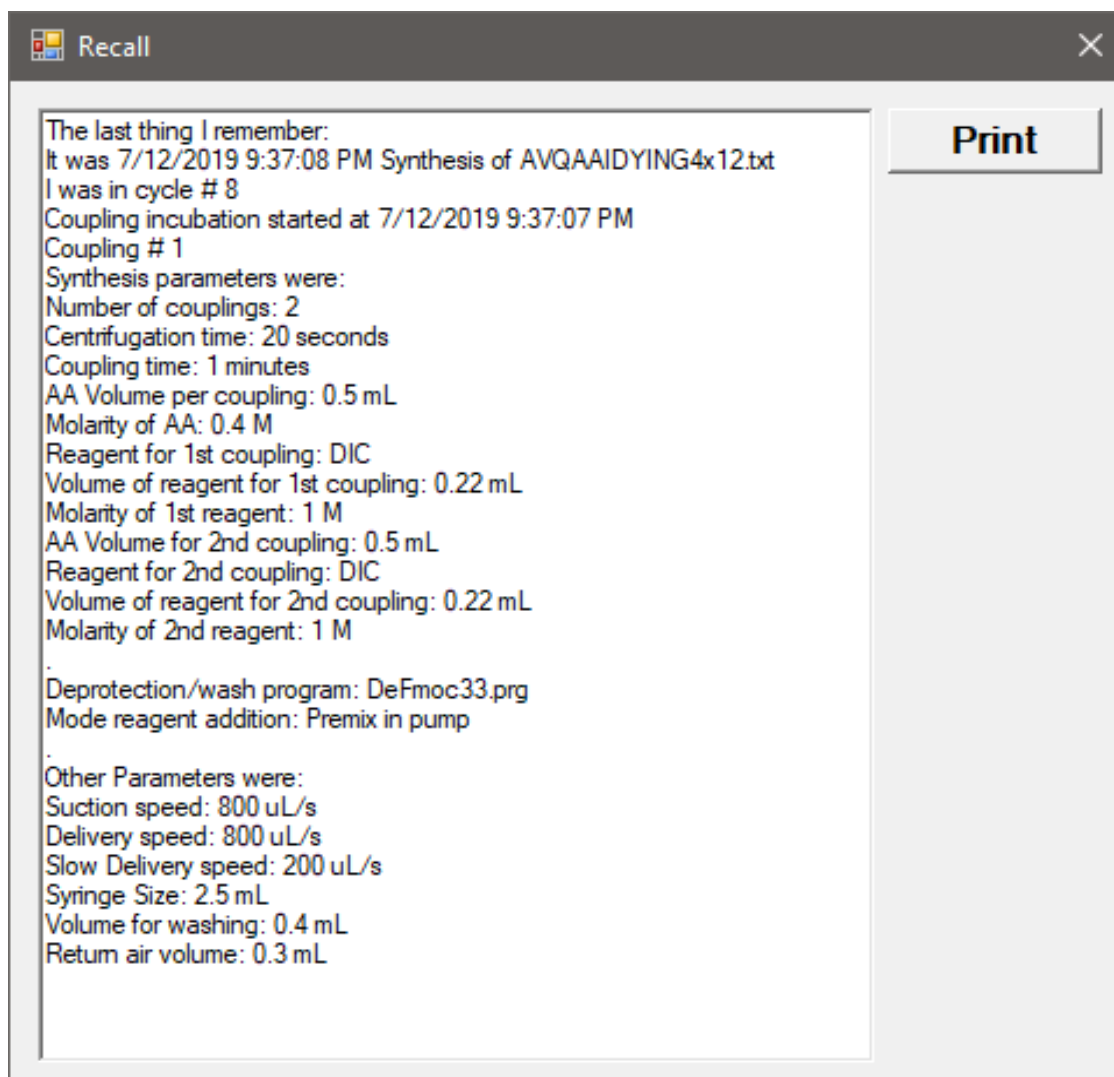 Recall
Print
The last thing I remember:
It was 7/12/2019 9:37:08 PM Synthesis of AVQAAIDYING4x12.txt
I was in cycle # 8
Coupling incubation started at 7/12/2019 9:37:07 PM
Coupling # 1
Synthesis parameters were:
Number of couplings: 2
Centrifugation time: 20 seconds
Coupling time: 1 minutes
AA Volume per coupling: 0.5 mL
Molarity of AA: 0.4 M
Reagent for 1st coupling: DIC
Volume of reagent for 1st coupling: 0.22 mL
Molarity of 1st reagent: 1 M
AA Volume for 2nd coupling: 0.5 mL
Reagent for 2nd coupling: DIC
Volume of reagent for 2nd coupling: 0.22 mL
Molarity of 2nd reagent: 1 M
.
Deprotection/wash program: DeFmoc33.prg
Mode reagent addition: Premix in pump
.
Other Parameters were:
Suction speed: 800 uL/s
Delivery speed: 800 uL/s
Slow Delivery speed: 200 uL/s
Syringe Size: 2.5 mL
Volume for washing: 0.4 mL
Return air volume: 0.3 mL